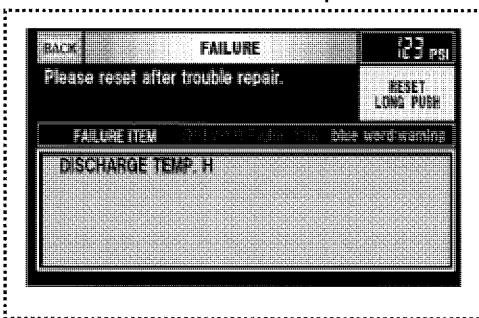 BACK FAILURE 123 PSI
Please reset after trouble repair.
RESET
LONG PUSH
FAILURE ITEM blue word:warning
DISCHARGE TEMP. H